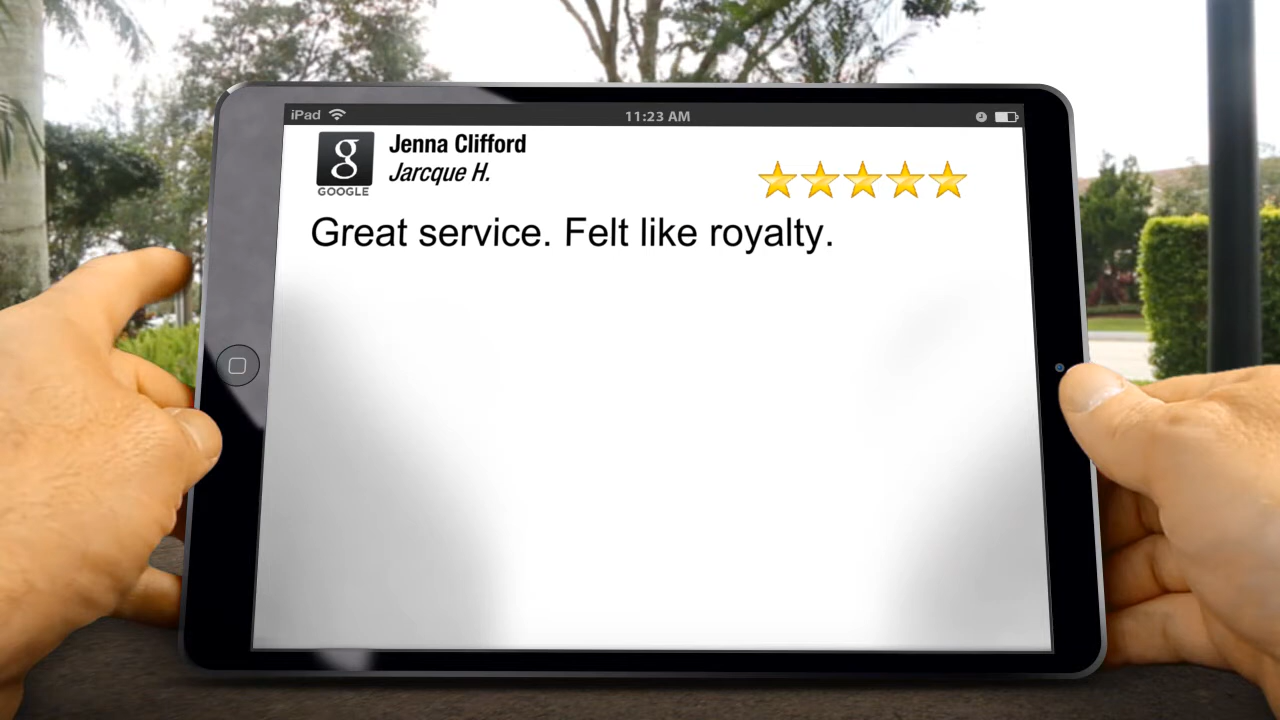 iPad 11:23 AM
g
GOOGLE
Jenna Clifford
Jarcque H.
Great service. Felt like royalty.